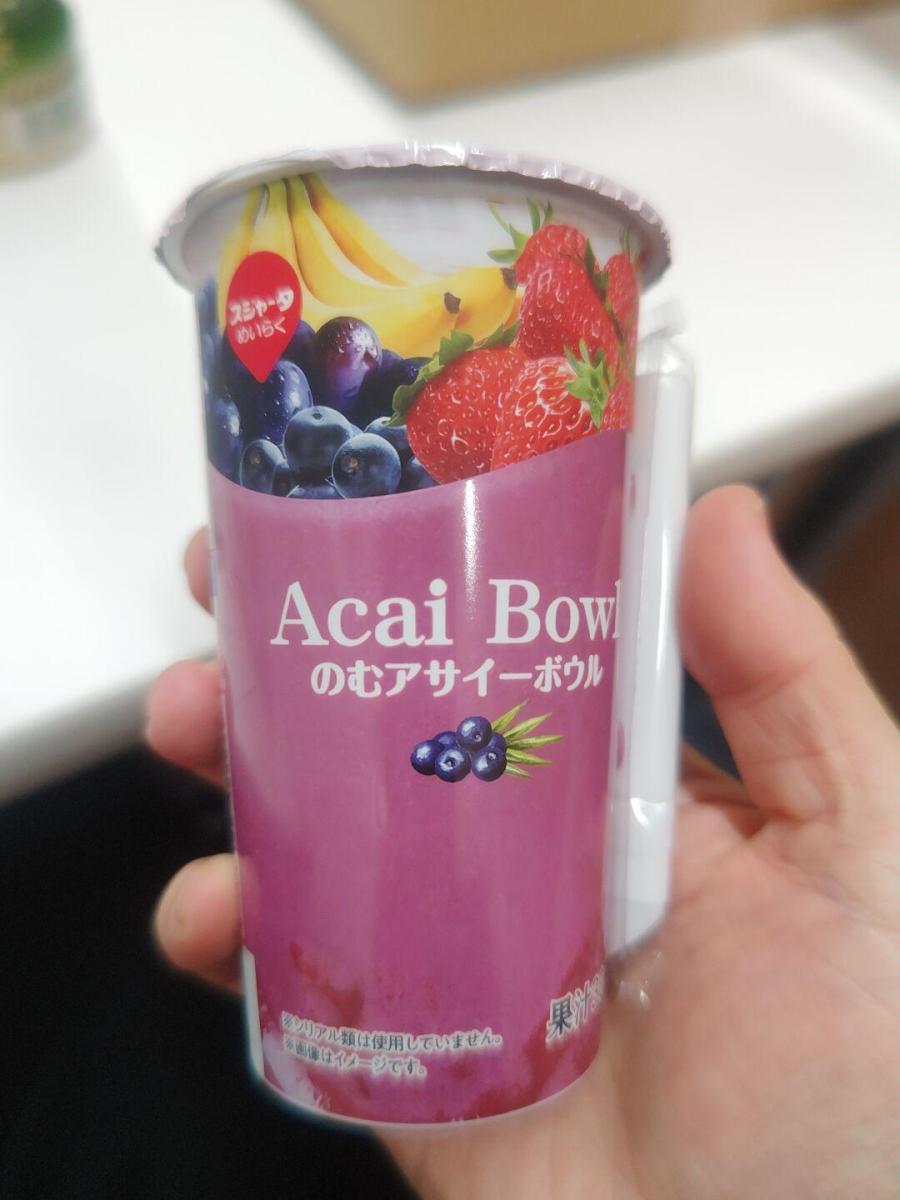 スジャータ
めいらく
Acai Bowl
のむアサイーボウル
果汁
※シリアル類は使用していません。
※画像はイメージです。